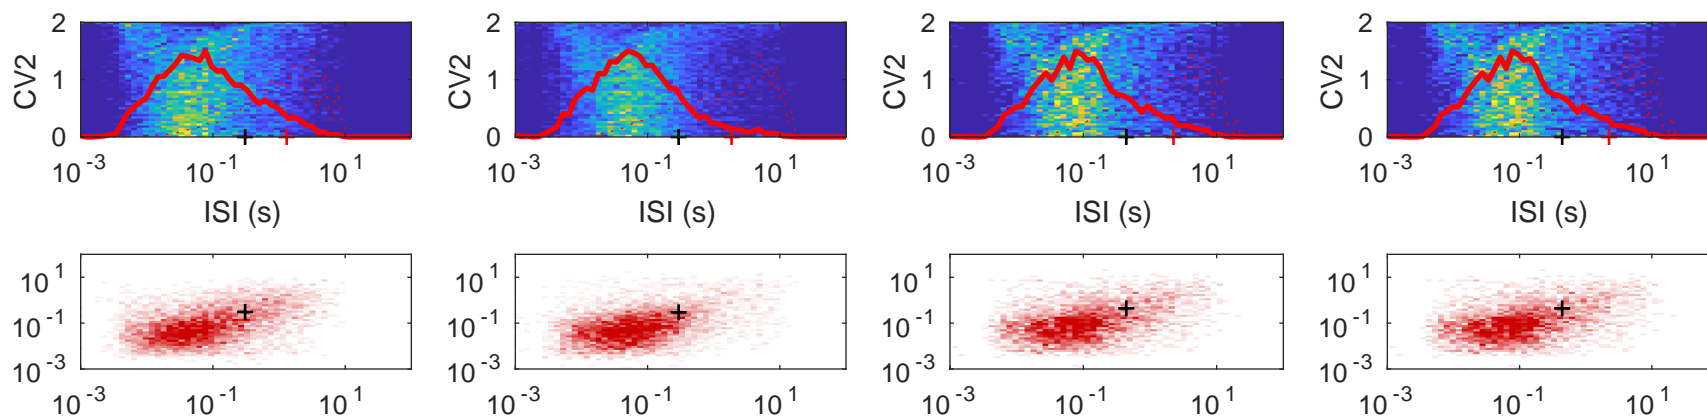 2 2 2 2
CV2 CV2 CV2 CV2
1 1 1 1
0 0 0 0
10^-3 10^-1 10^1 10^-3 10^-1 10^1 10^-3 10^-1 10^1 10^-3 10^-1 10^1
ISI (s) ISI (s) ISI (s) ISI (s)
10^1 10^1 10^1 10^1
10^-1 10^-1 10^-1 10^-1
10^-3 10^-3 10^-3 10^-3
10^-3 10^-1 10^1 10^-3 10^-1 10^1 10^-3 10^-1 10^1 10^-3 10^-1 10^1